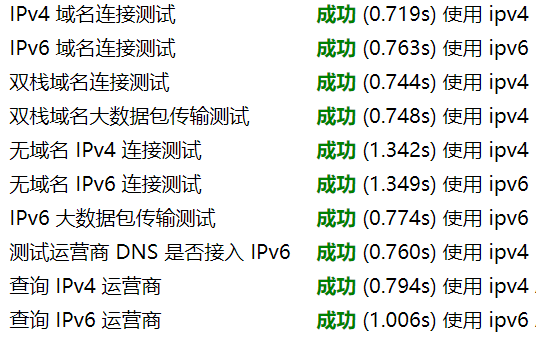 IPv4 域名连接测试 成功 (0.719s) 使用 ipv4
IPv6 域名连接测试 成功 (0.763s) 使用 ipv6
双栈域名连接测试 成功 (0.744s) 使用 ipv4
双栈域名大数据包传输测试 成功 (0.748s) 使用 ipv4
无域名 IPv4 连接测试 成功 (1.342s) 使用 ipv4
无域名 IPv6 连接测试 成功 (1.349s) 使用 ipv6
IPv6 大数据包传输测试 成功 (0.774s) 使用 ipv6
测试运营商 DNS 是否接入 IPv6 成功 (0.760s) 使用 ipv4
查询 IPv4 运营商 成功 (0.794s) 使用 ipv4
查询 IPv6 运营商 成功 (1.006s) 使用 ipv6